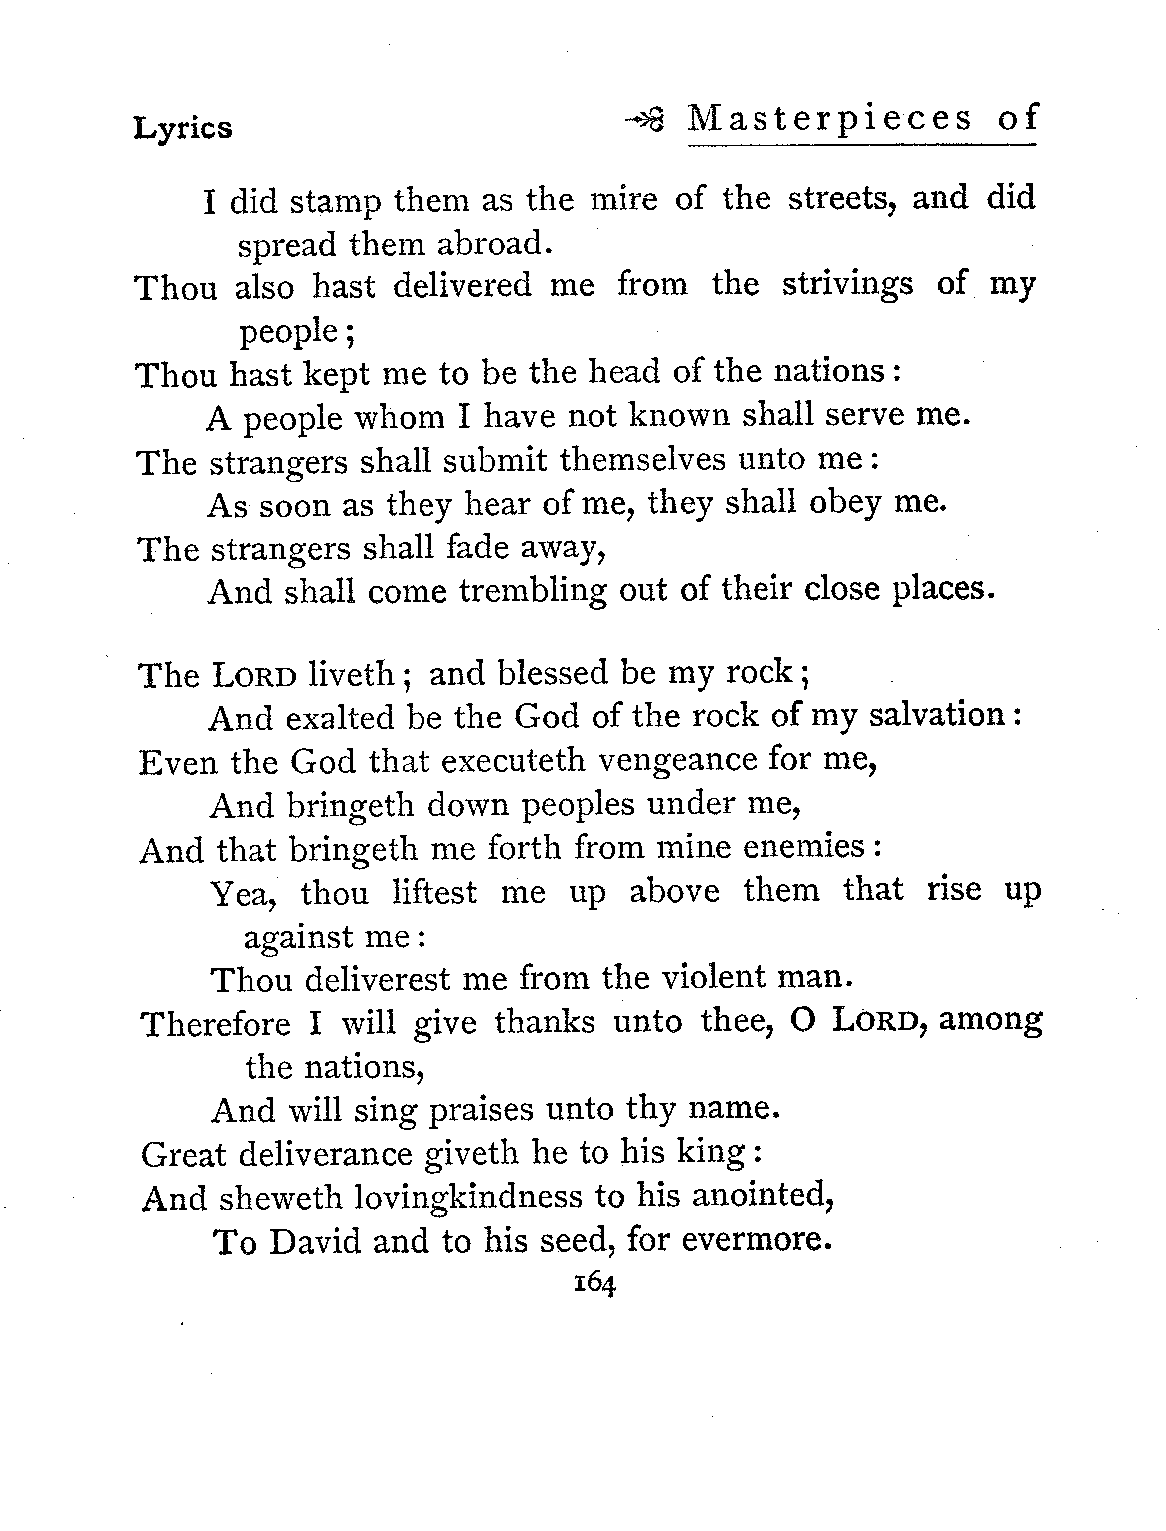 Lyrics Masterpieces of
I did stamp them as the mire of the streets, and did
spread them abroad.
Thou also hast delivered me from the strivings of my
people;
Thou hast kept me to be the head of the nations:
A people whom I have not known shall serve me.
The strangers shall submit themselves unto me:
As soon as they hear of me, they shall obey me.
The strangers shall fade away,
And shall come trembling out of their close places.
The LORD liveth; and blessed be my rock;
And exalted be the God of the rock of my salvation:
Even the God that executeth vengeance for me,
And bringeth down peoples under me,
And that bringeth me forth from mine enemies:
Yea, thou liftest me up above them that rise up
against me:
Thou deliverest me from the violent man.
Therefore I will give thanks unto thee, O LORD, among
the nations,
And will sing praises unto thy name.
Great deliverance giveth he to his king:
And sheweth lovingkindness to his anointed,
To David and to his seed, for evermore.
164